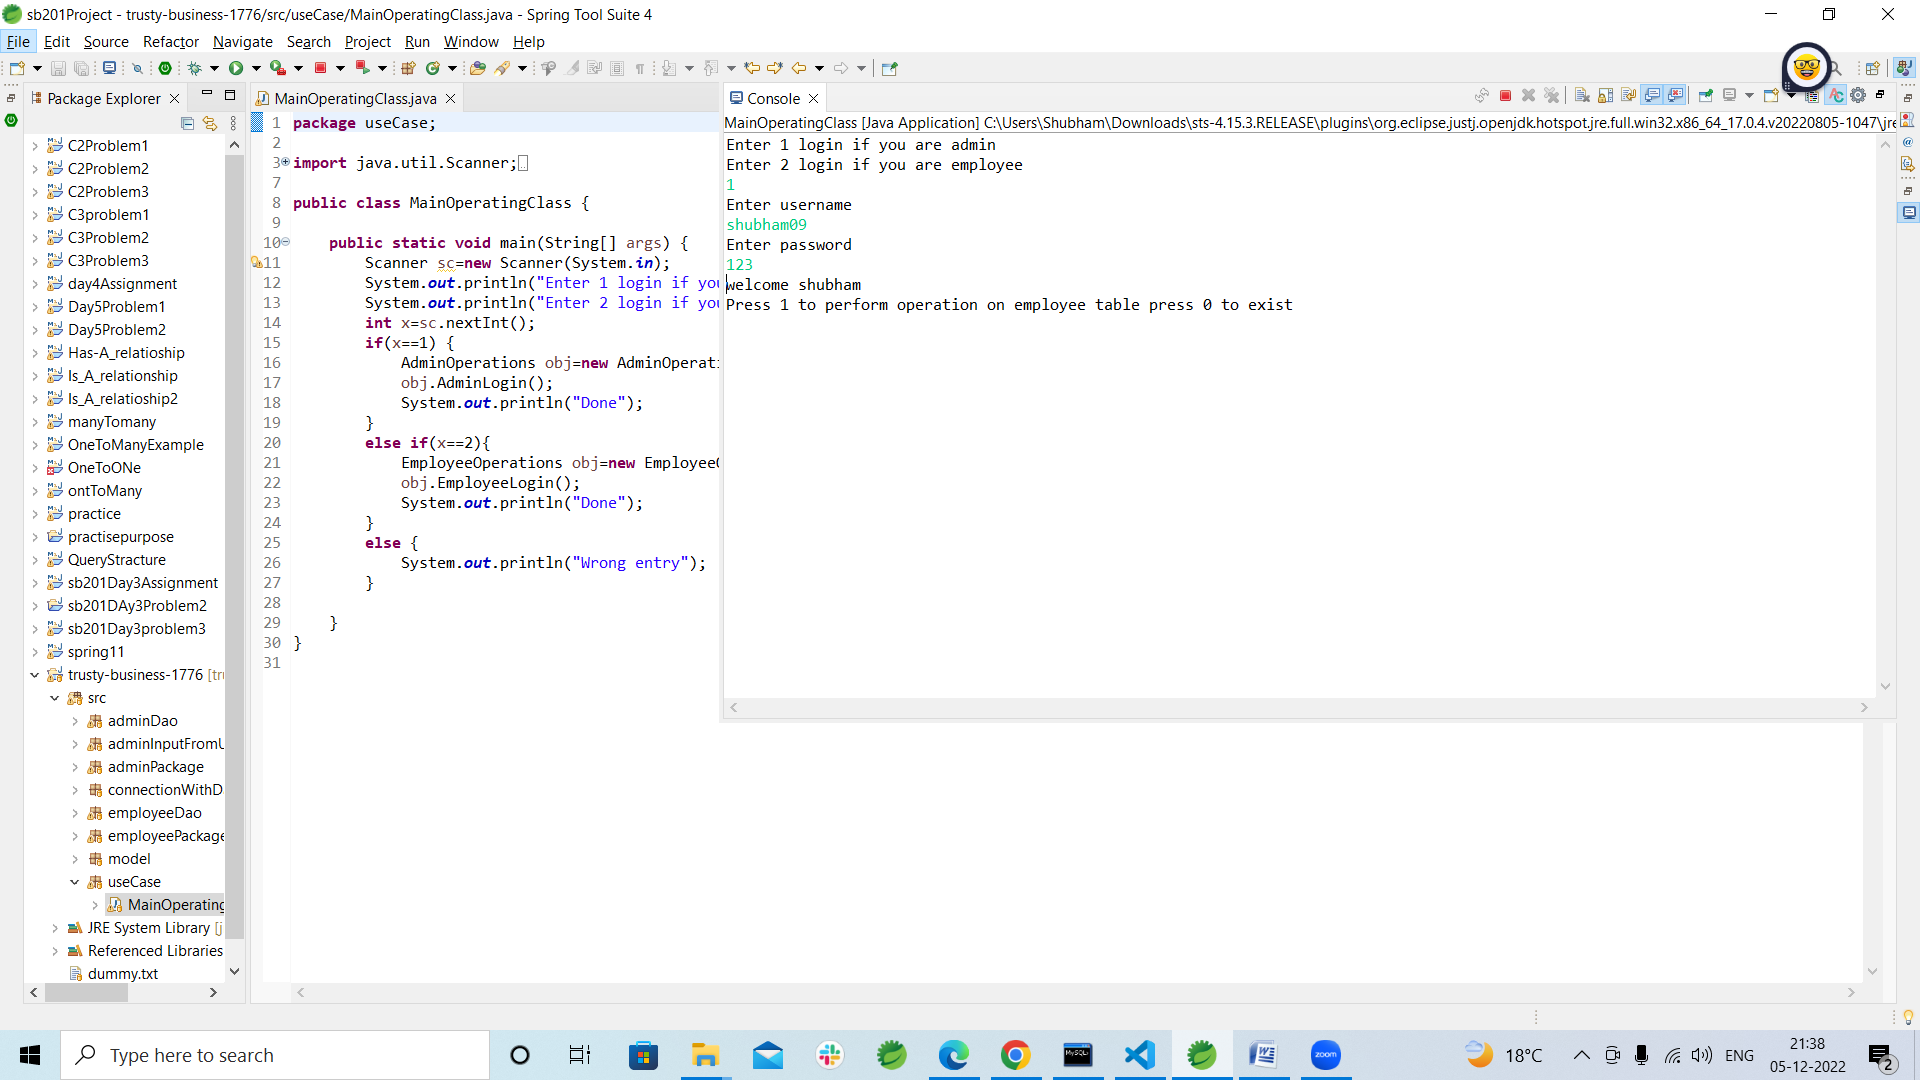 sb201Project - trusty-business-1776/src/useCase/MainOperatingClass.java - Spring Tool Suite 4
File Edit Source Refactor Navigate Search Project Run Window Help
Package Explorer
C2Problem1
C2Problem2
C2Problem3
C3problem1
C3Problem2
C3Problem3
day4Assignment
Day5Problem1
Day5Problem2
Has-A_relatioship
Is_A_relationship
Is_A_relatioship2
manyTomany
OneToManyExample
OneToONe
ontToMany
practice
practisepurpose
QueryStracture
sb201Day3Assignment
sb201DAy3Problem2
sb201Day3problem3
spring11
trusty-business-1776 [tru
src
adminDao
adminInputFromU
adminPackage
connectionWithD
employeeDao
employeePackage
model
useCase
MainOperating
JRE System Library [j
Referenced Libraries
dummy.txt
MainOperatingClass.java
1 package useCase;
2
3 import java.util.Scanner;
7
8 public class MainOperatingClass {
9
10 public static void main(String[] args) {
11 Scanner sc=new Scanner(System.in);
12 System.out.println("Enter 1 login if you
13 System.out.println("Enter 2 login if you
14 int x=sc.nextInt();
15 if(x==1) {
16 AdminOperations obj=new AdminOperati
17 obj.AdminLogin();
18 System.out.println("Done");
19 }
20 else if(x==2){
21 EmployeeOperations obj=new EmployeeO
22 obj.EmployeeLogin();
23 System.out.println("Done");
24 }
25 else {
26 System.out.println("Wrong entry");
27 }
28
29 }
30 }
31
Console
MainOperatingClass [Java Application] C:\Users\Shubham\Downloads\sts-4.15.3.RELEASE\plugins\org.eclipse.justj.openjdk.hotspot.jre.full.win32.x86_64_17.0.4.v20220805-1047\jre
Enter 1 login if you are admin
Enter 2 login if you are employee
1
Enter username
shubham09
Enter password
123
welcome shubham
Press 1 to perform operation on employee table press 0 to exist
Type here to search
MySQL
zoom
18°C
ENG
21:38
05-12-2022
2